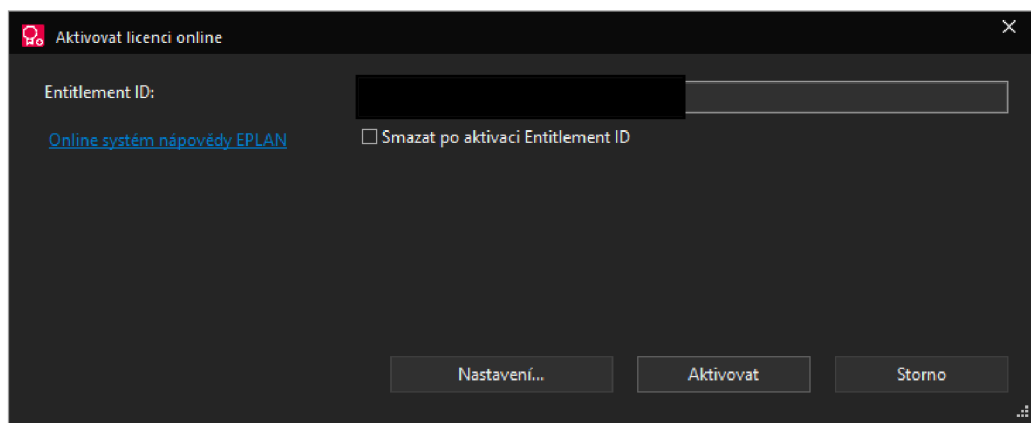 Aktivovat licenci online
Entitlement ID:
Online systém nápovědy EPLAN
Smazat po aktivaci Entitlement ID
Nastavení...
Aktivovat
Storno